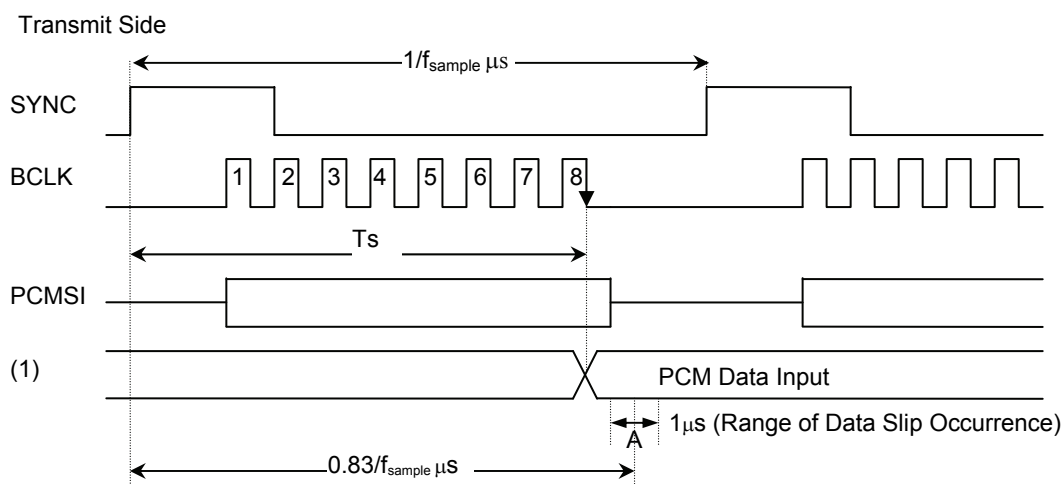 Transmit Side
1/fsample μs
SYNC
BCLK
1 2 3 4 5 6 7 8
Ts
PCMSI
(1)
PCM Data Input
1μs (Range of Data Slip Occurrence)
A
0.83/fsample μs